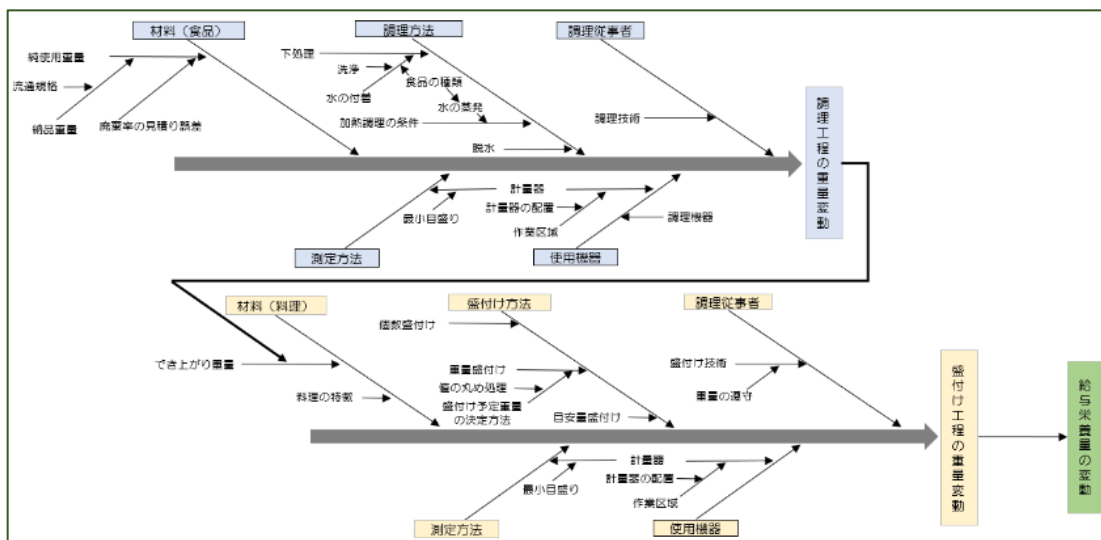 材料（食品）
調理方法
調理従事者
純使用重量
流通規格
納品重量
廃棄率の見積り誤差
下処理
洗浄
水の付着
食品の種類
水の蒸発
加熱調理の条件
脱水
調理技術
調理工程の重量変動
計量器
最小目盛り
計量器の配置
作業区域
調理機器
測定方法
使用機器
材料（料理）
盛付け方法
調理従事者
でき上がり重量
料理の特徴
個数盛付け
重量盛付け
値の丸め処理
盛付け予定重量
の決定方法
目安量盛付け
盛付け技術
重量の遵守
盛付け工程の重量変動
給与栄養量の変動
計量器
最小目盛り
計量器の配置
作業区域
測定方法
使用機器